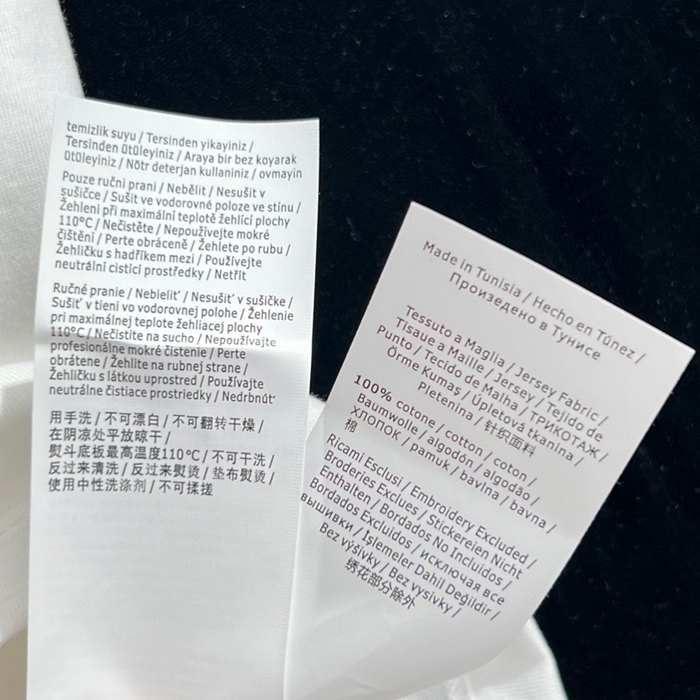 temizlik suyu / Tersinden yikayiniz /
Tersinden ütüleyiniz / Araya bir bez koyarak
ütüleyiniz / Nötr deterjan kullaniniz / ovmayin
Pouze ruční praní / Nebělit / Nesušit v
sušičce / Sušit ve vodorovné poloze ve stínu /
Žehlení při maximální teplotě žehlící plochy
110°C / Nečistěte / Nepoužívejte mokré
čištění / Perte obráceně / Žehlete po rubu /
Žehličku s hadříkem mezi / Používejte
neutrální cistící prostředky / Netřít
Ručné pranie / Nebieliť / Nesušiť v sušičke /
Sušiť v tieni vo vodorovnej polohe / Žehlenie
pri maximálnej teplote žehliacej plochy
110°C / Nečistite na sucho / Nepoužívajte
profesionálne mokré čistenie / Perte
obrátene / Žehlite na rubnej strane /
Žehličku s látkou uprostred / Používajte
neutrálne čistiace prostriedky / Nedrbnúť
用手洗 / 不可漂白 / 不可翻转干燥 /
在阴凉处平放晾干 /
熨斗底板最高温度110°C / 不可干洗 /
反过来清洗 / 反过来熨烫 / 垫布熨烫 /
使用中性洗涤剂 / 不可揉搓
Made in Tunisia / Hecho en Túnez /
Произведено в Тунисе
Tessuto a Maglia / Jersey Fabric /
Tissue a Maille / Jersey / Tejido de
Punto / Tecido de Malha / ТРИКОТАЖ /
Örme Kumaş / Úpletová tkanina /
Pletenina / 针织面料
100% cotone / cotton / coton /
Baumwolle / algodón / algodão /
ХЛОПОК / pamuk / bavlna / bavna /
棉
Ricami Esclusi / Embroidery Excluded /
Broderies Exclues / Stickereien Nicht
Enthalten / Bordados No Incluidos /
Bordados Excluidos / исключая все
вышивки / İşlemeler Dahil Değildir /
Bez výšivky / Bez vysivky /
绣花部分除外